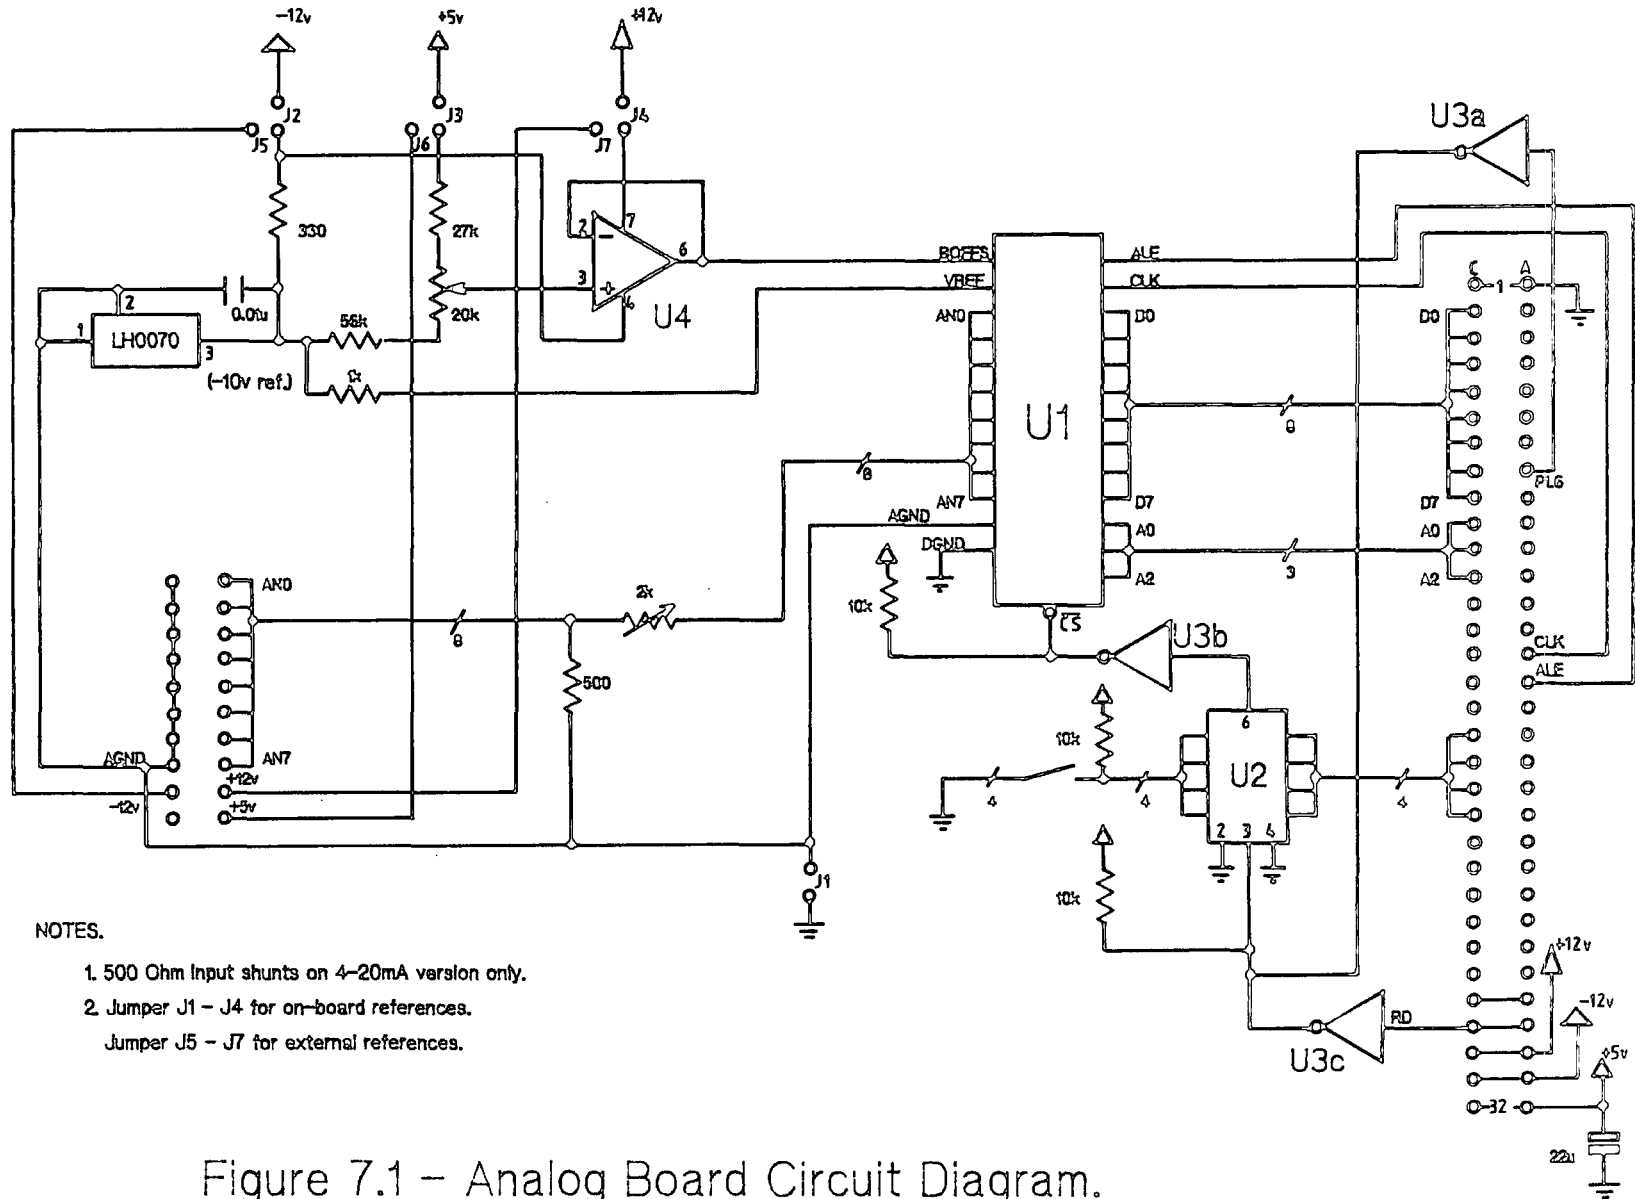 -12v
+5v
+12v
J2
J5
J3
J6
J4
J7
U3a
330
27k
2
7
6
3
4
20k
U4
BOFFS
VREF
AN0
AN7
AGND
DGND
U1
ALE
CLK
D0
D7
A0
A2
CS
0.01u
2
1
LH0070
3
(-10v ref.)
56k
1k
8
8
3
C
1
A
D0
D7
A0
A2
PLG
CLK
ALE
AN0
AN7
AGND
+12v
-12v
+5v
8
2k
500
10k
U3b
10k
4
4
6
U2
2 3 4
4
10k
J1
RD
U3c
+12v
-12v
+5v
32
22u
NOTES.
1. 500 Ohm input shunts on 4-20mA version only.
2. Jumper J1 - J4 for on-board references.
Jumper J5 - J7 for external references.
Figure 7.1 - Analog Board Circuit Diagram.